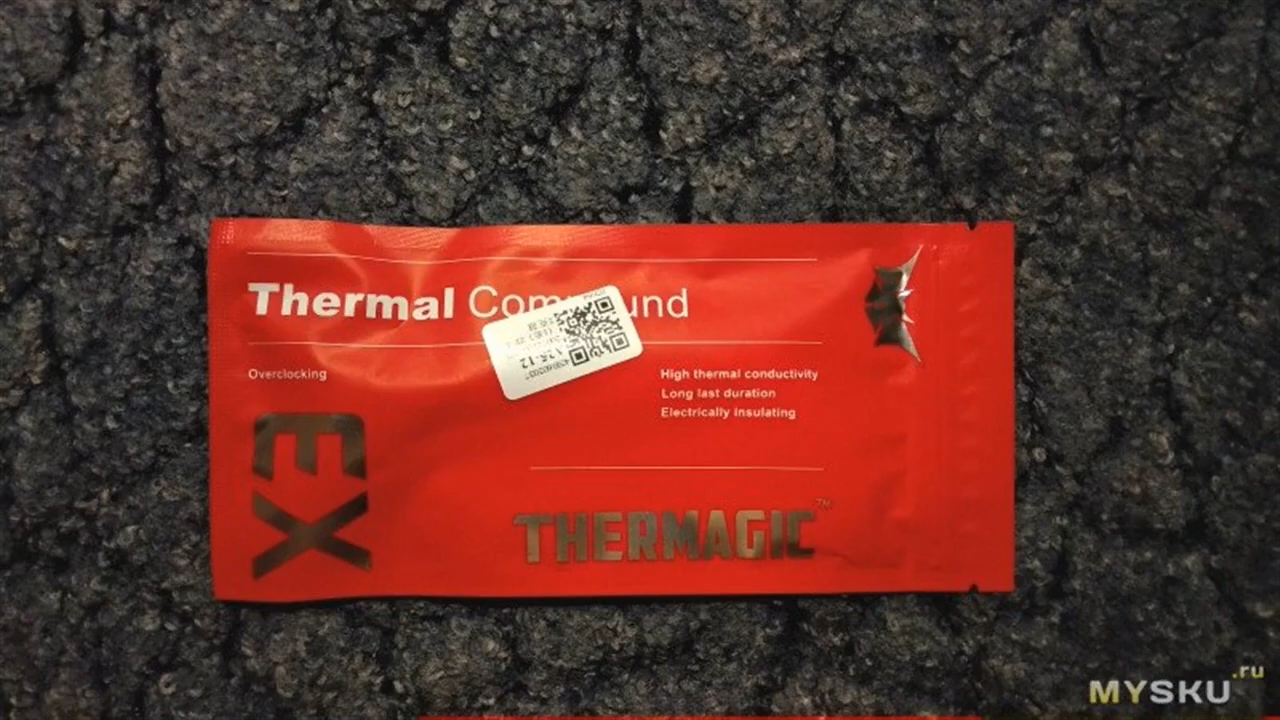 Thermal Com und
Overclocking
High thermal conductivity
Long last duration
Electrically insulating
EX
THERMAGIC™
MYSKU.ru